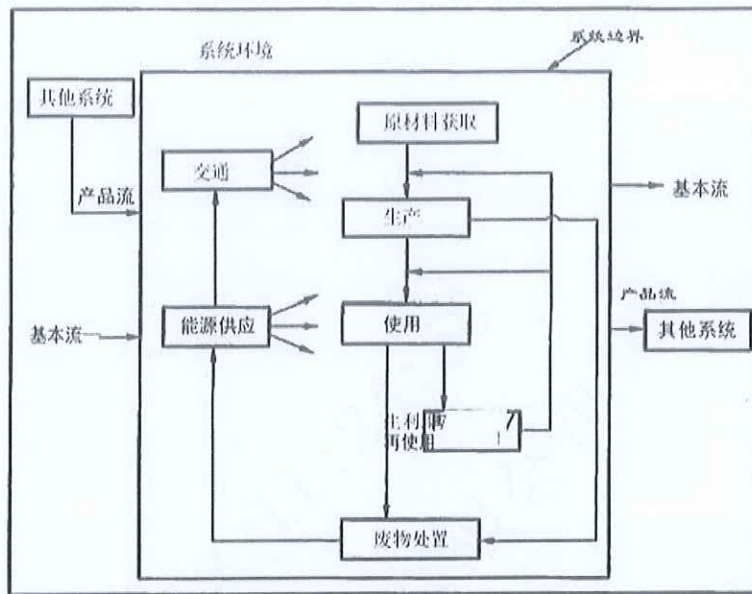 系统环境
系统边界
其他系统
原材料获取
交通
产品流
基本流
生产
产品流
能源供应
使用
其他系统
基本流
生利
再使用
废物处置